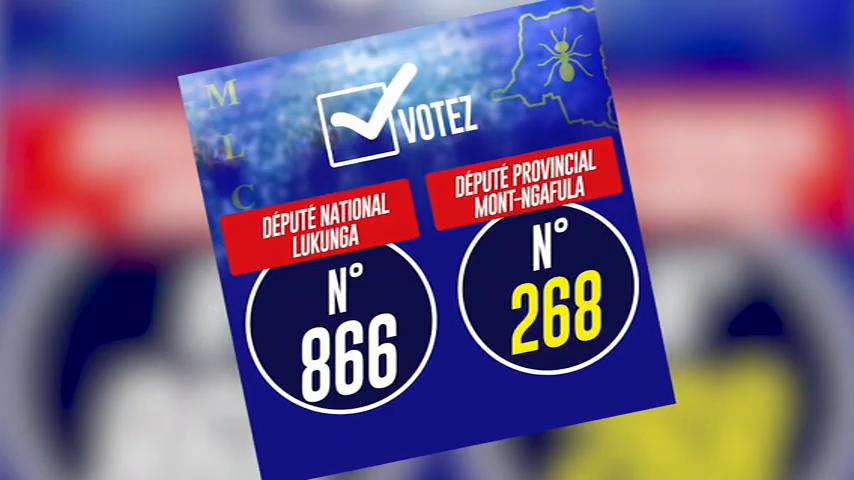 M
L
C
VOTEZ
DÉPUTÉ NATIONAL
LUKUNGA
N°
866
DÉPUTÉ PROVINCIAL
MONT-NGAFULA
N°
268